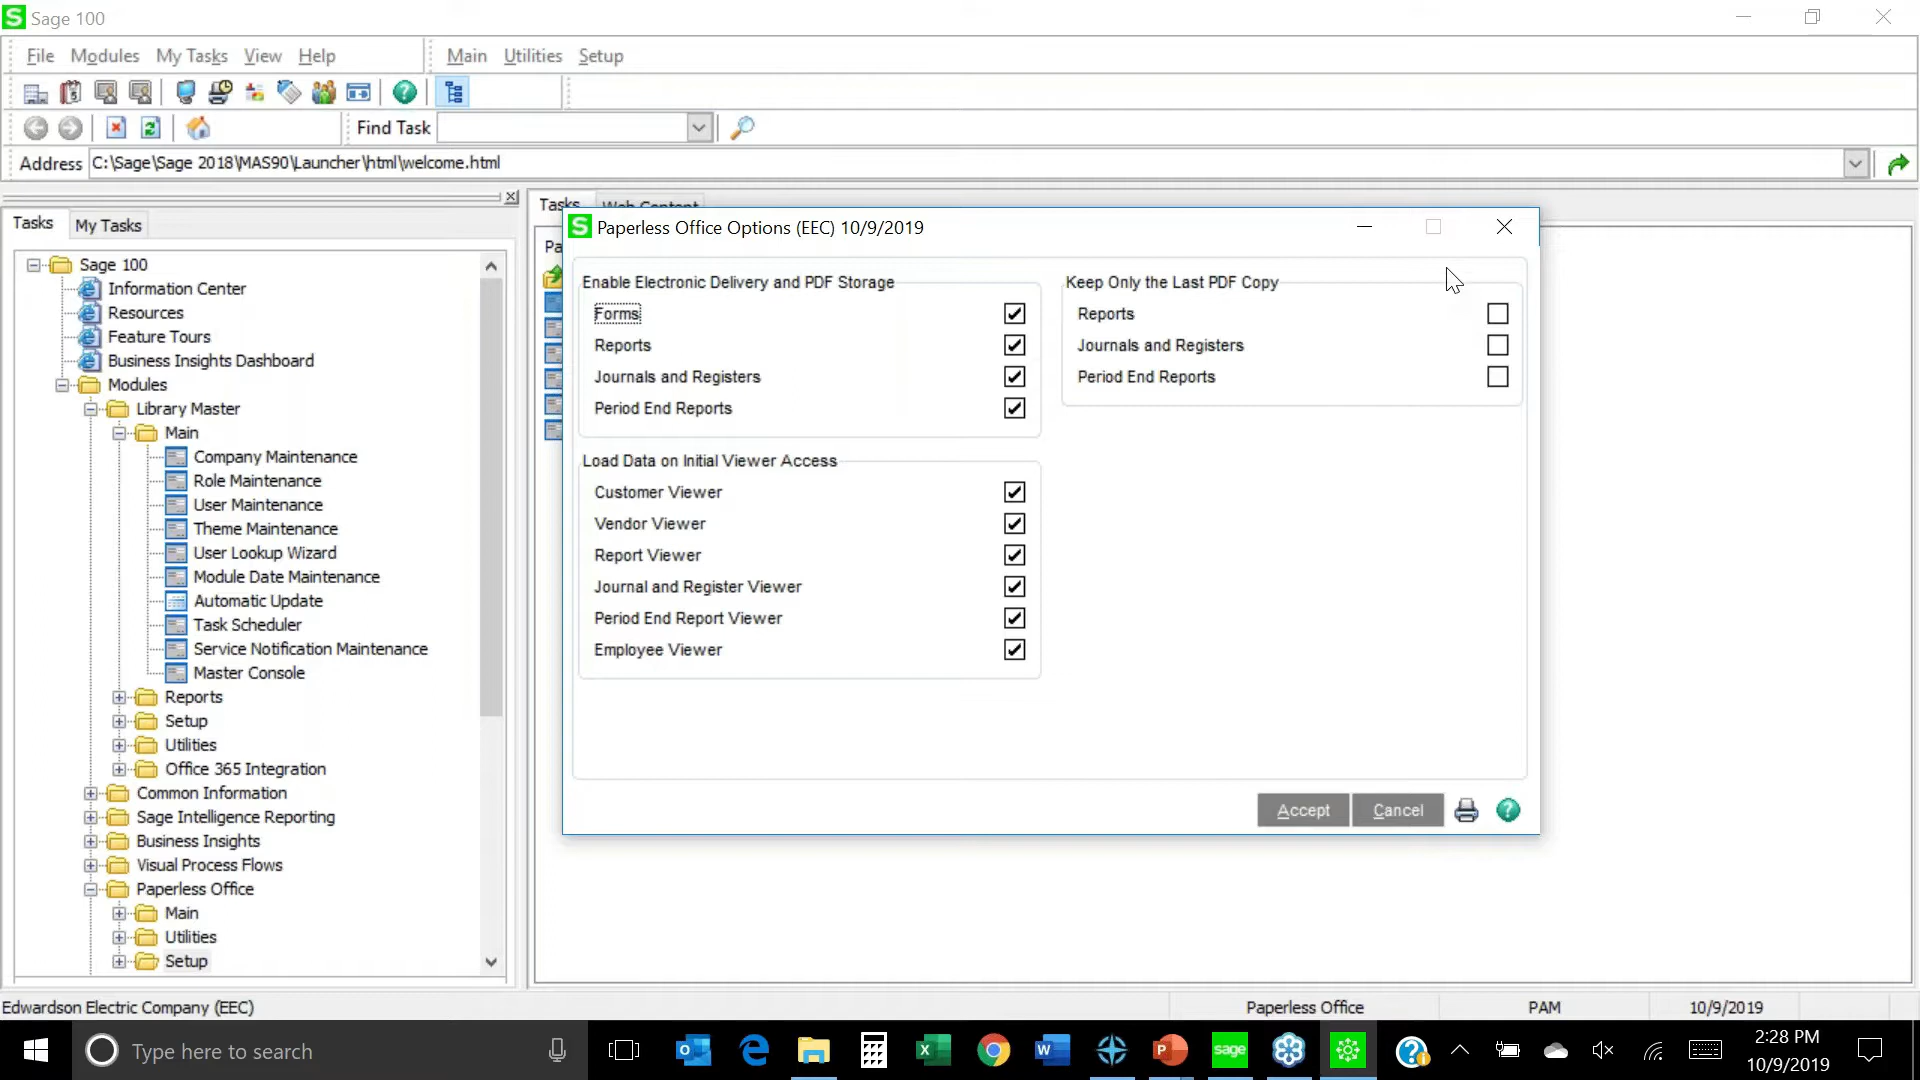 Sage 100
File Modules My Tasks View Help Main Utilities Setup
Find Task
Address C:\Sage\Sage 2018\MAS90\Launcher\html\welcome.html
Tasks My Tasks
Sage 100
Information Center
Resources
Feature Tours
Business Insights Dashboard
Modules
Library Master
Main
Company Maintenance
Role Maintenance
User Maintenance
Theme Maintenance
User Lookup Wizard
Module Date Maintenance
Automatic Update
Task Scheduler
Service Notification Maintenance
Master Console
Reports
Setup
Utilities
Office 365 Integration
Common Information
Sage Intelligence Reporting
Business Insights
Visual Process Flows
Paperless Office
Main
Utilities
Setup
Tasks Web Content
Pa
Paperless Office Options (EEC) 10/9/2019
Enable Electronic Delivery and PDF Storage
Forms
Reports
Journals and Registers
Period End Reports
Load Data on Initial Viewer Access
Customer Viewer
Vendor Viewer
Report Viewer
Journal and Register Viewer
Period End Report Viewer
Employee Viewer
Keep Only the Last PDF Copy
Reports
Journals and Registers
Period End Reports
Accept Cancel
Edwardson Electric Company (EEC) Paperless Office PAM 10/9/2019
Type here to search
sage
2:28 PM
10/9/2019